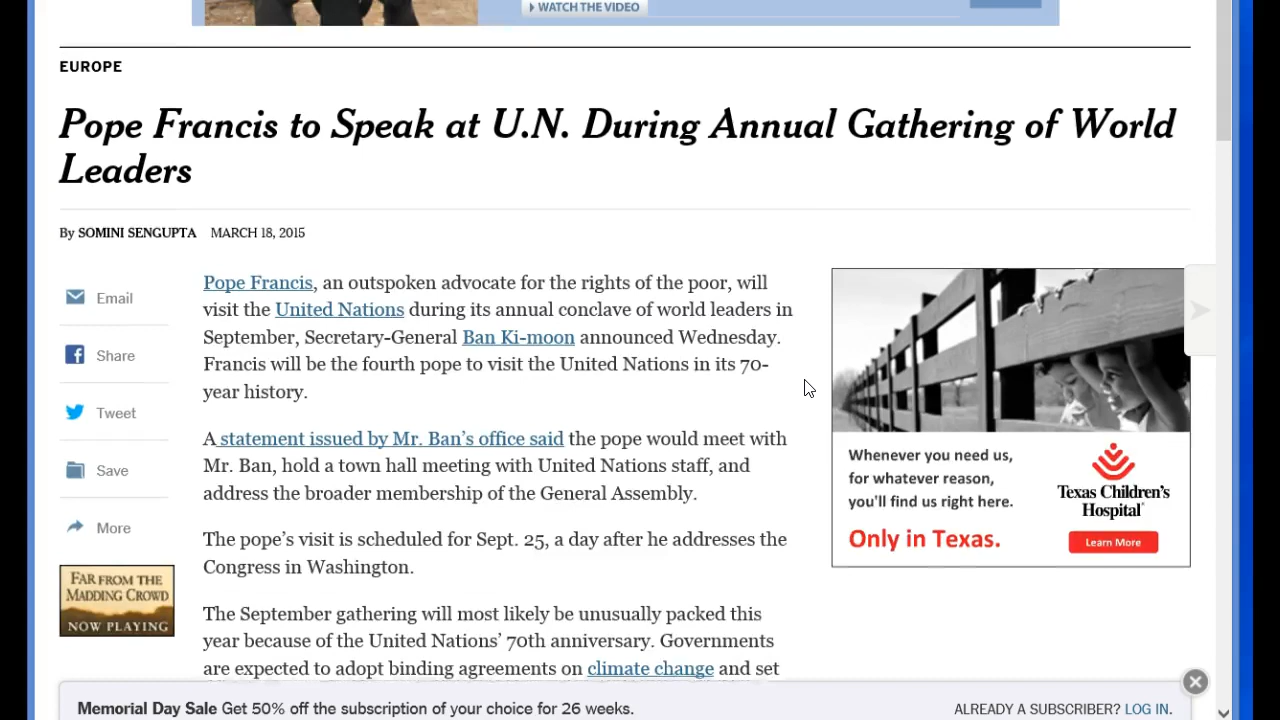 WATCH THE VIDEO
EUROPE
Pope Francis to Speak at U.N. During Annual Gathering of World
Leaders
By SOMINI SENGUPTA MARCH 18, 2015
Email
Share
Tweet
Save
More
FAR FROM THE
MADDING CROWD
NOW PLAYING
Pope Francis, an outspoken advocate for the rights of the poor, will
visit the United Nations during its annual conclave of world leaders in
September, Secretary-General Ban Ki-moon announced Wednesday.
Francis will be the fourth pope to visit the United Nations in its 70-
year history.
A statement issued by Mr. Ban’s office said the pope would meet with
Mr. Ban, hold a town hall meeting with United Nations staff, and
address the broader membership of the General Assembly.
The pope’s visit is scheduled for Sept. 25, a day after he addresses the
Congress in Washington.
The September gathering will most likely be unusually packed this
year because of the United Nations’ 70th anniversary. Governments
are expected to adopt binding agreements on climate change and set
Whenever you need us,
for whatever reason,
you'll find us right here.
Only in Texas.
Texas Children's
Hospital
Learn More
Memorial Day Sale Get 50% off the subscription of your choice for 26 weeks.
ALREADY A SUBSCRIBER? LOG IN.